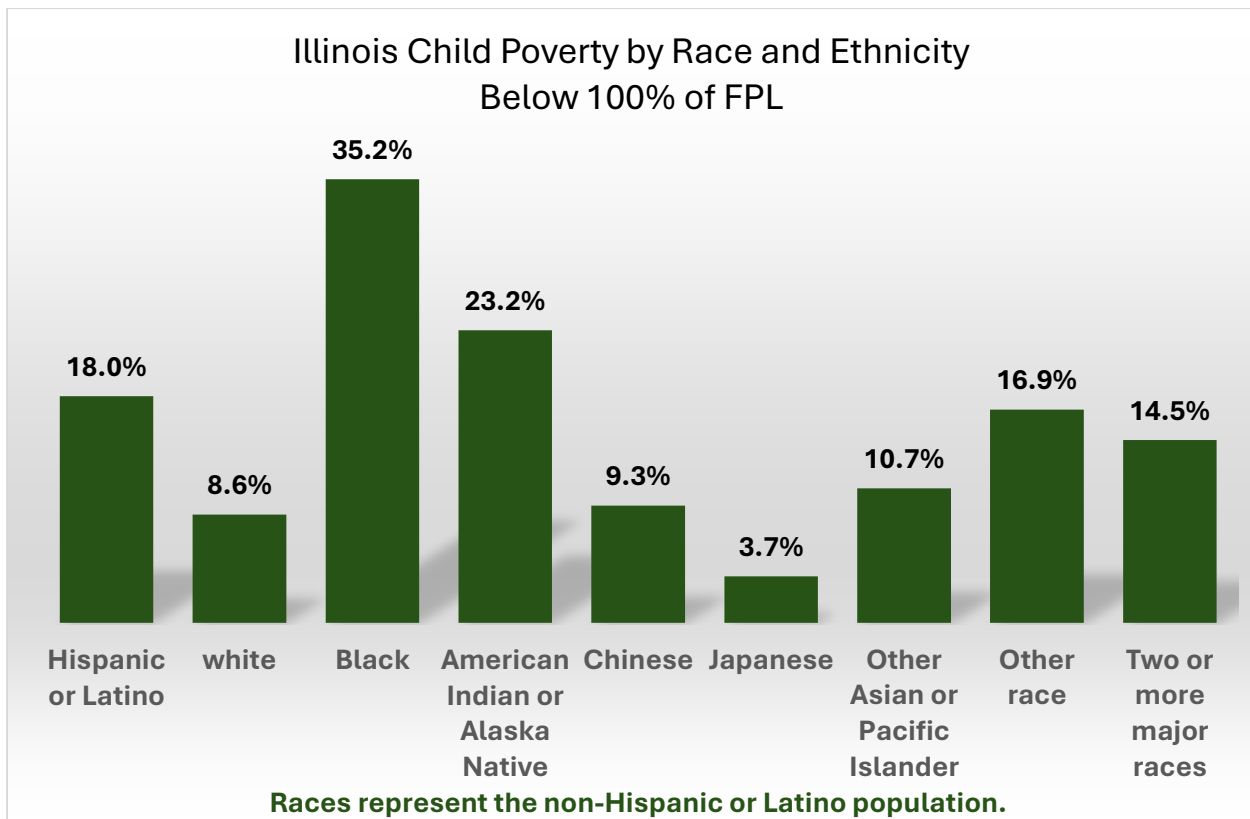 Illinois Child Poverty by Race and Ethnicity
Below 100% of FPL
35.2%
23.2%
18.0%
16.9%
14.5%
10.7%
9.3%
8.6%
3.7%
Hispanic
or Latino
white
Black
American
Indian or
Alaska
Native
Chinese
Japanese
Other
Asian or
Pacific
Islander
Other
race
Two or
more
major
races
Races represent the non-Hispanic or Latino population.